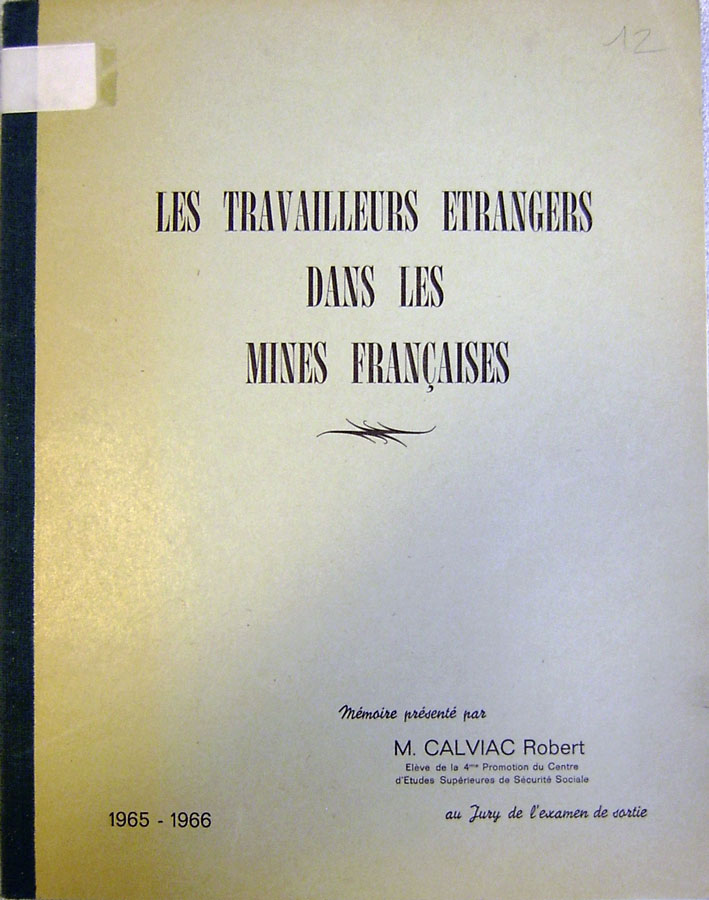 12
LES TRAVAILLEURS ETRANGERS
DANS LES
MINES FRANÇAISES
Mémoire présenté par
M. CALVIAC Robert
Elève de la 4me Promotion du Centre
d'Etudes Supérieures de Sécurité Sociale
au Jury de l'examen de sortie
1965 - 1966